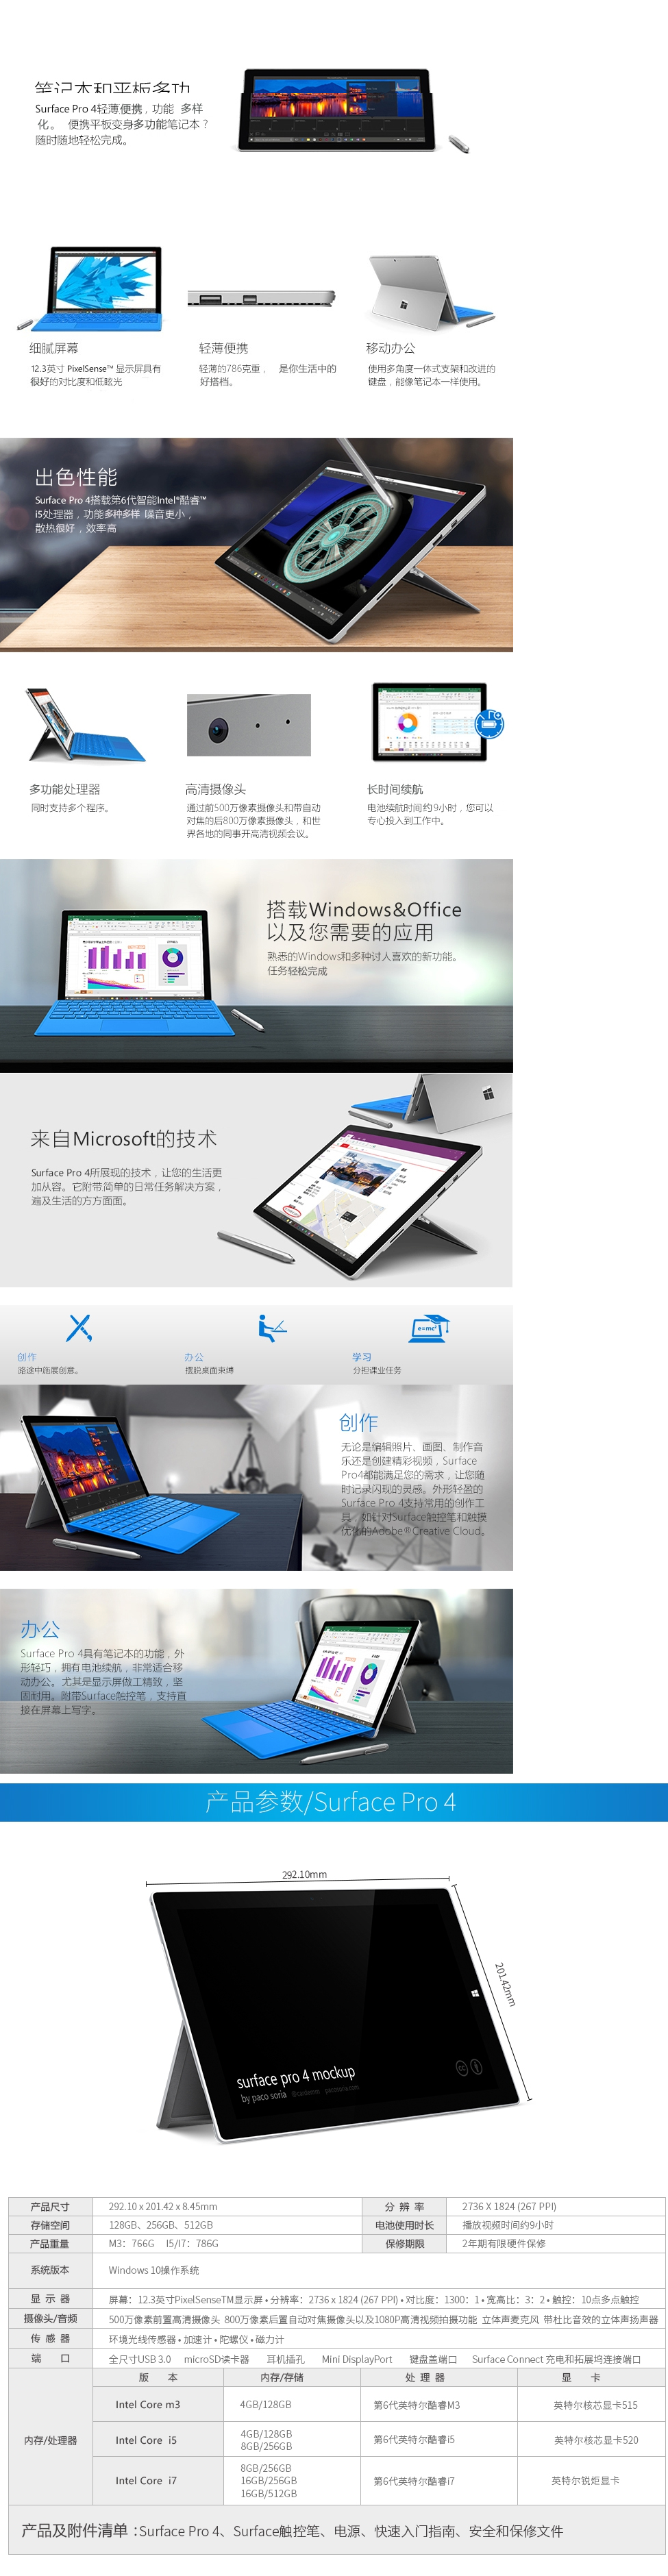 笔记本和平板多功
Surface Pro 4轻薄便携，功能 多样
化。 便携平板变身多功能笔记本？
随时随地轻松完成。
细腻屏幕
12.3英寸 PixelSense™ 显示屏具有
很好的对比度和低眩光
轻薄便携
轻薄的786克重， 是你生活中的
好搭档。
移动办公
使用多角度一体式支架和改进的
键盘，能像笔记本一样使用。
出色性能
Surface Pro 4搭载第6代智能Intel®酷睿™
i5处理器，功能多种多样 噪音更小，
散热很好，效率高
多功能处理器
同时支持多个程序。
高清摄像头
通过前500万像素摄像头和带自动
对焦的后800万像素摄像头，和世
界各地的同事开高清视频会议。
长时间续航
电池续航时间约9小时，您可以
专心投入到工作中。
搭载Windows&Office
以及您需要的应用
熟悉的Windows和多种讨人喜欢的新功能。
任务轻松完成
来自Microsoft的技术
Surface Pro 4所展现的技术，让您的生活更
加从容。它附带简单的日常任务解决方案，
遍及生活的方方面面。
e=mc²
创作
路途中施展创意。
办公
摆脱桌面束缚
学习
分担课业任务
创作
无论是编辑照片、画图、制作音
乐还是创建精彩视频，Surface
Pro4都能满足您的需求，让您随
时记录闪现的灵感。外形轻盈的
Surface Pro 4支持常用的创作工
具，如针对Surface触控笔和触摸
优化的Adobe®Creative Cloud。
办公
Surface Pro 4具有笔记本的功能，外
形轻巧，拥有电池续航，非常适合移
动办公。尤其是显示屏做工精致，坚
固耐用。附带Surface触控笔，支持直
接在屏幕上写字。
产品参数/Surface Pro 4
292.10mm
201.42mm
surface pro 4 mockup
by paco soria
产品尺寸 292.10 x 201.42 x 8.45mm 分 辨 率 2736 X 1824 (267 PPI)
存储空间 128GB、256GB、512GB 电池使用时长 播放视频时间约9小时
产品重量 M3：766G I5/I7：786G 保修期限 2年期有限硬件保修
系统版本 Windows 10操作系统
显 示 器 屏幕：12.3英寸PixelSenseTM显示屏 • 分辨率：2736 x 1824 (267 PPI) • 对比度：1300：1 • 宽高比：3：2 • 触控：10点多点触控
摄像头/音频 500万像素前置高清摄像头 800万像素后置自动对焦摄像头以及1080P高清视频拍摄功能 立体声麦克风 带杜比音效的立体声扬声器
传 感 器 环境光线传感器 • 加速计 • 陀螺仪 • 磁力计
端 口 全尺寸USB 3.0 microSD读卡器 耳机插孔 Mini DisplayPort 键盘盖端口 Surface Connect 充电和拓展坞连接端口
版 本 内存/存储 处 理 器 显 卡
内存/处理器
Intel Core m3 4GB/128GB 第6代英特尔酷睿M3 英特尔核芯显卡515
Intel Core i5 4GB/128GB 第6代英特尔酷睿i5 英特尔核芯显卡520
8GB/256GB
Intel Core i7 8GB/256GB 第6代英特尔酷睿i7 英特尔锐炬显卡
16GB/256GB
16GB/512GB
产品及附件清单：Surface Pro 4、Surface触控笔、电源、快速入门指南、安全和保修文件